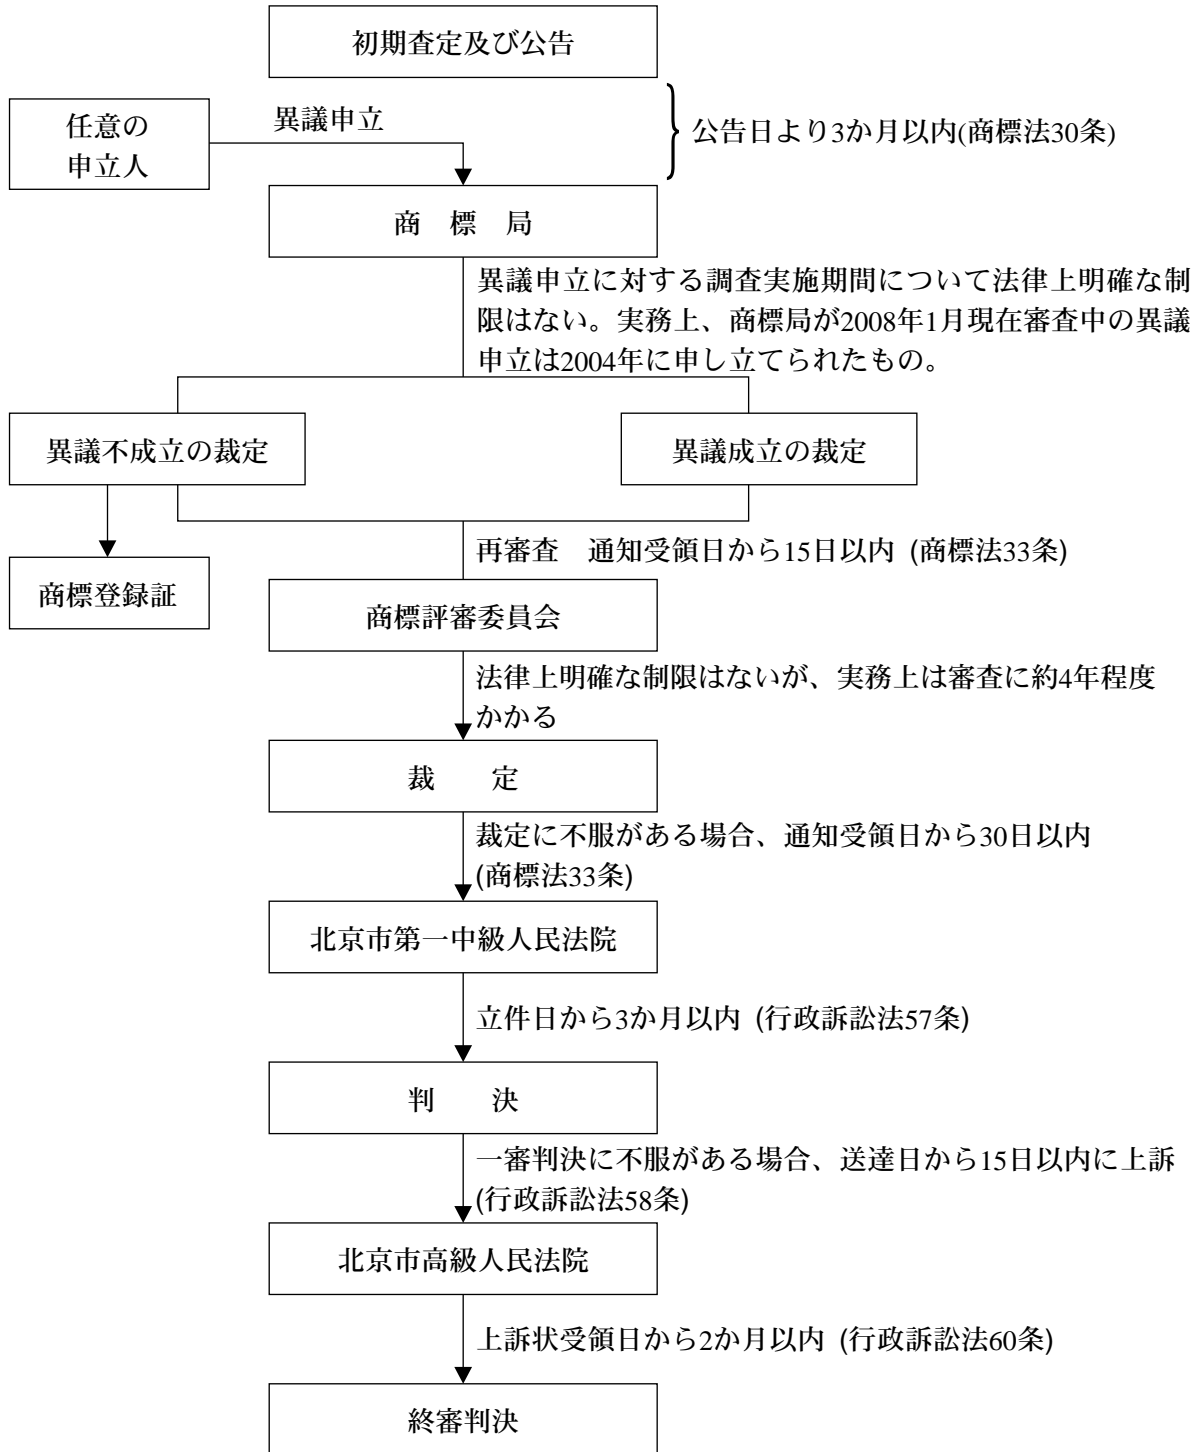 初期査定及び公告
任意の
申立人
異議申立
公告日より3か月以内(商標法30条)
商　標　局
異議申立に対する調査実施期間について法律上明確な制
限はない。実務上、商標局が2008年1月現在審査中の異議
申立は2004年に申し立てられたもの。
異議不成立の裁定
異議成立の裁定
再審査　通知受領日から15日以内 (商標法33条)
商標登録証
商標評審委員会
法律上明確な制限はないが、実務上は審査に約4年程度
かかる
裁　　定
裁定に不服がある場合、通知受領日から30日以内
(商標法33条)
北京市第一中級人民法院
立件日から3か月以内 (行政訴訟法57条)
判　　決
一審判決に不服がある場合、送達日から15日以内に上訴
(行政訴訟法58条)
北京市高級人民法院
上訴状受領日から2か月以内 (行政訴訟法60条)
終審判決